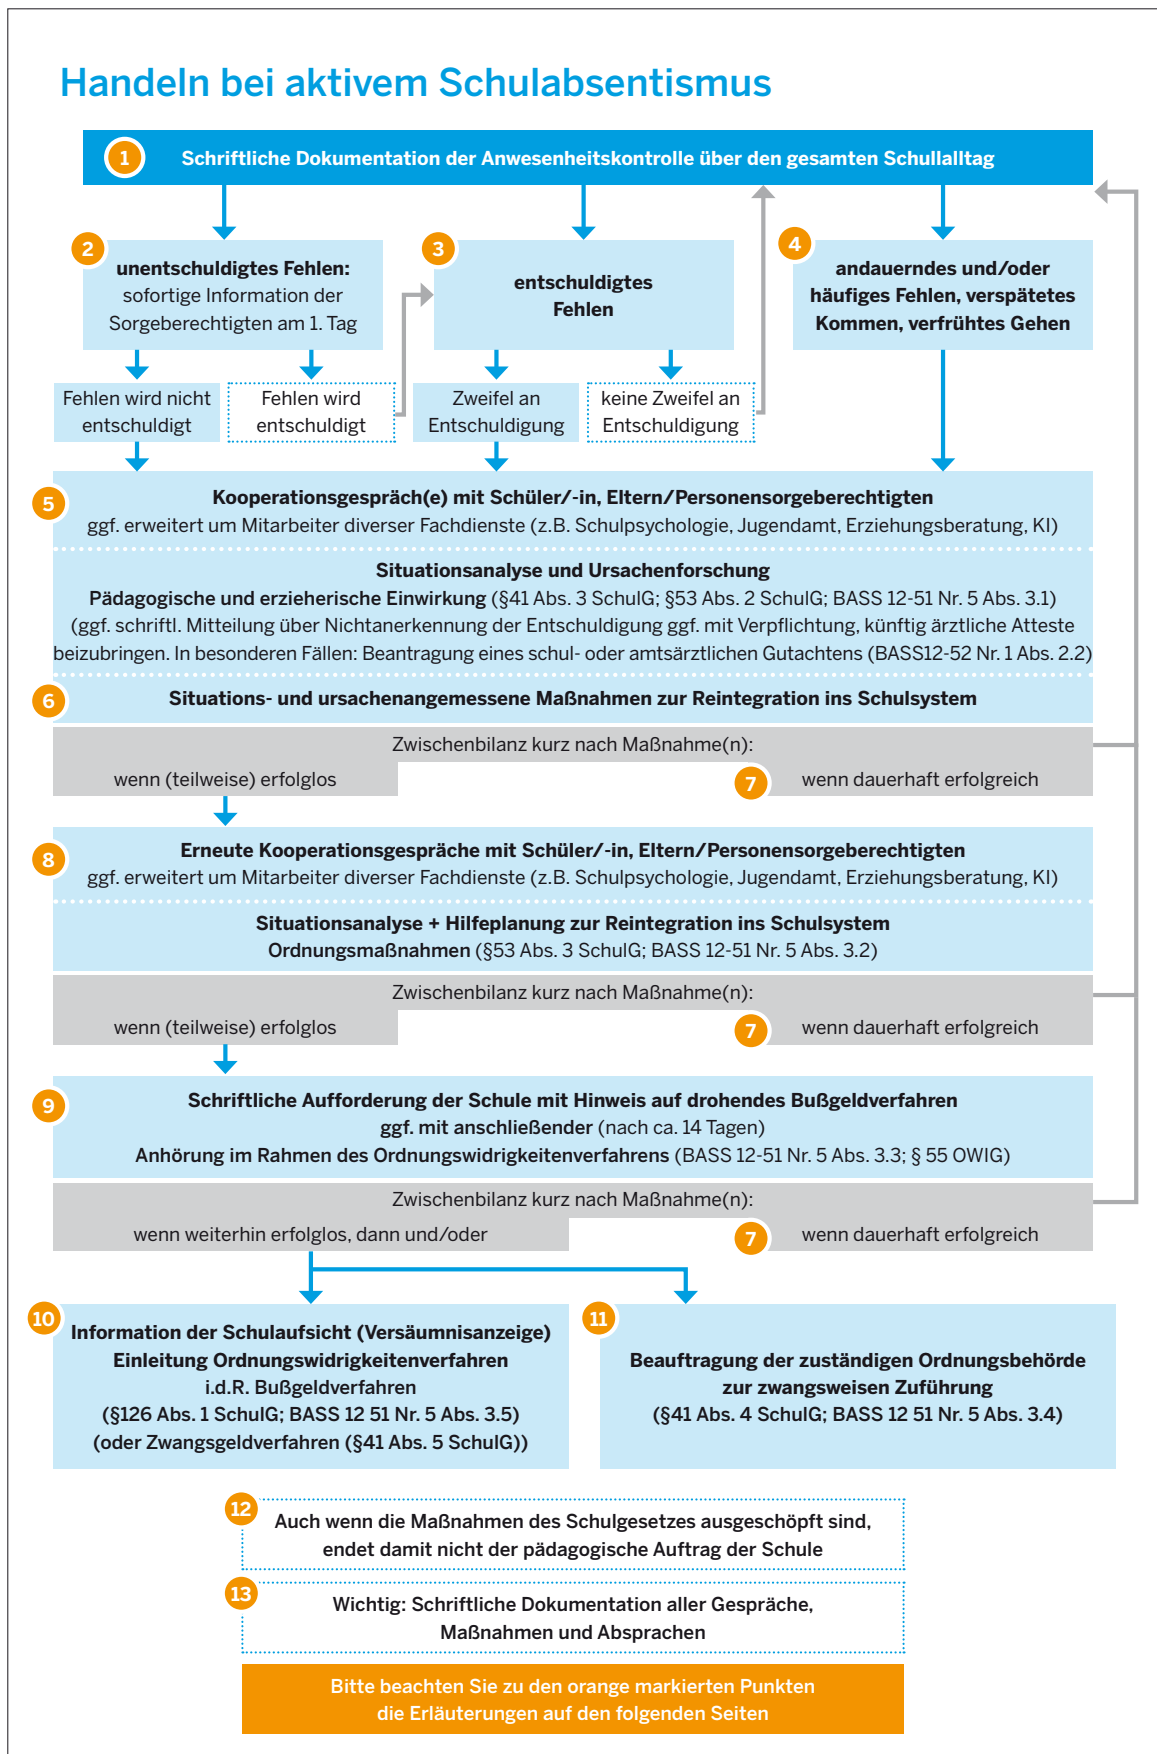 Handeln bei aktivem Schulabsentismus
1
Schriftliche Dokumentation der Anwesenheitskontrolle über den gesamten Schullalltag
2
unentschuldigtes Fehlen:
sofortige Information der
Sorgeberechtigten am 1. Tag
3
entschuldigtes
Fehlen
4
andauerndes und/oder
häufiges Fehlen, verspätetes
Kommen, verfrühtes Gehen
Fehlen wird nicht
entschuldigt
Fehlen wird
entschuldigt
Zweifel an
Entschuldigung
keine Zweifel an
Entschuldigung
5
Kooperationsgespräch(e) mit Schüler/-in, Eltern/Personensorgeberechtigten
ggf. erweitert um Mitarbeiter diverser Fachdienste (z.B. Schulpsychologie, Jugendamt, Erziehungsberatung, KI)
Situationsanalyse und Ursachenforschung
Pädagogische und erzieherische Einwirkung (§41 Abs. 3 SchulG; §53 Abs. 2 SchulG; BASS 12-51 Nr. 5 Abs. 3.1)
(ggf. schriftl. Mitteilung über Nichtanerkennung der Entschuldigung ggf. mit Verpflichtung, künftig ärztliche Atteste
beizubringen. In besonderen Fällen: Beantragung eines schul- oder amtsärztlichen Gutachtens (BASS12-52 Nr. 1 Abs. 2.2)
6
Situations- und ursachenangemessene Maßnahmen zur Reintegration ins Schulsystem
Zwischenbilanz kurz nach Maßnahme(n):
wenn (teilweise) erfolglos
7
wenn dauerhaft erfolgreich
8
Erneute Kooperationsgespräche mit Schüler/-in, Eltern/Personensorgeberechtigten
ggf. erweitert um Mitarbeiter diverser Fachdienste (z.B. Schulpsychologie, Jugendamt, Erziehungsberatung, KI)
Situationsanalyse + Hilfeplanung zur Reintegration ins Schulsystem
Ordnungsmaßnahmen (§53 Abs. 3 SchulG; BASS 12-51 Nr. 5 Abs. 3.2)
Zwischenbilanz kurz nach Maßnahme(n):
wenn (teilweise) erfolglos
7
wenn dauerhaft erfolgreich
9
Schriftliche Aufforderung der Schule mit Hinweis auf drohendes Bußgeldverfahren
ggf. mit anschließender (nach ca. 14 Tagen)
Anhörung im Rahmen des Ordnungswidrigkeitenverfahrens (BASS 12-51 Nr. 5 Abs. 3.3; § 55 OWIG)
Zwischenbilanz kurz nach Maßnahme(n):
wenn weiterhin erfolglos, dann und/oder
7
wenn dauerhaft erfolgreich
10
Information der Schulaufsicht (Versäumnisanzeige)
Einleitung Ordnungswidrigkeitenverfahren
i.d.R. Bußgeldverfahren
(§126 Abs. 1 SchulG; BASS 12 51 Nr. 5 Abs. 3.5)
(oder Zwangsgeldverfahren (§41 Abs. 5 SchulG))
11
Beauftragung der zuständigen Ordnungsbehörde
zur zwangsweisen Zuführung
(§41 Abs. 4 SchulG; BASS 12 51 Nr. 5 Abs. 3.4)
12
Auch wenn die Maßnahmen des Schulgesetzes ausgeschöpft sind,
endet damit nicht der pädagogische Auftrag der Schule
13
Wichtig: Schriftliche Dokumentation aller Gespräche,
Maßnahmen und Absprachen
Bitte beachten Sie zu den orange markierten Punkten
die Erläuterungen auf den folgenden Seiten